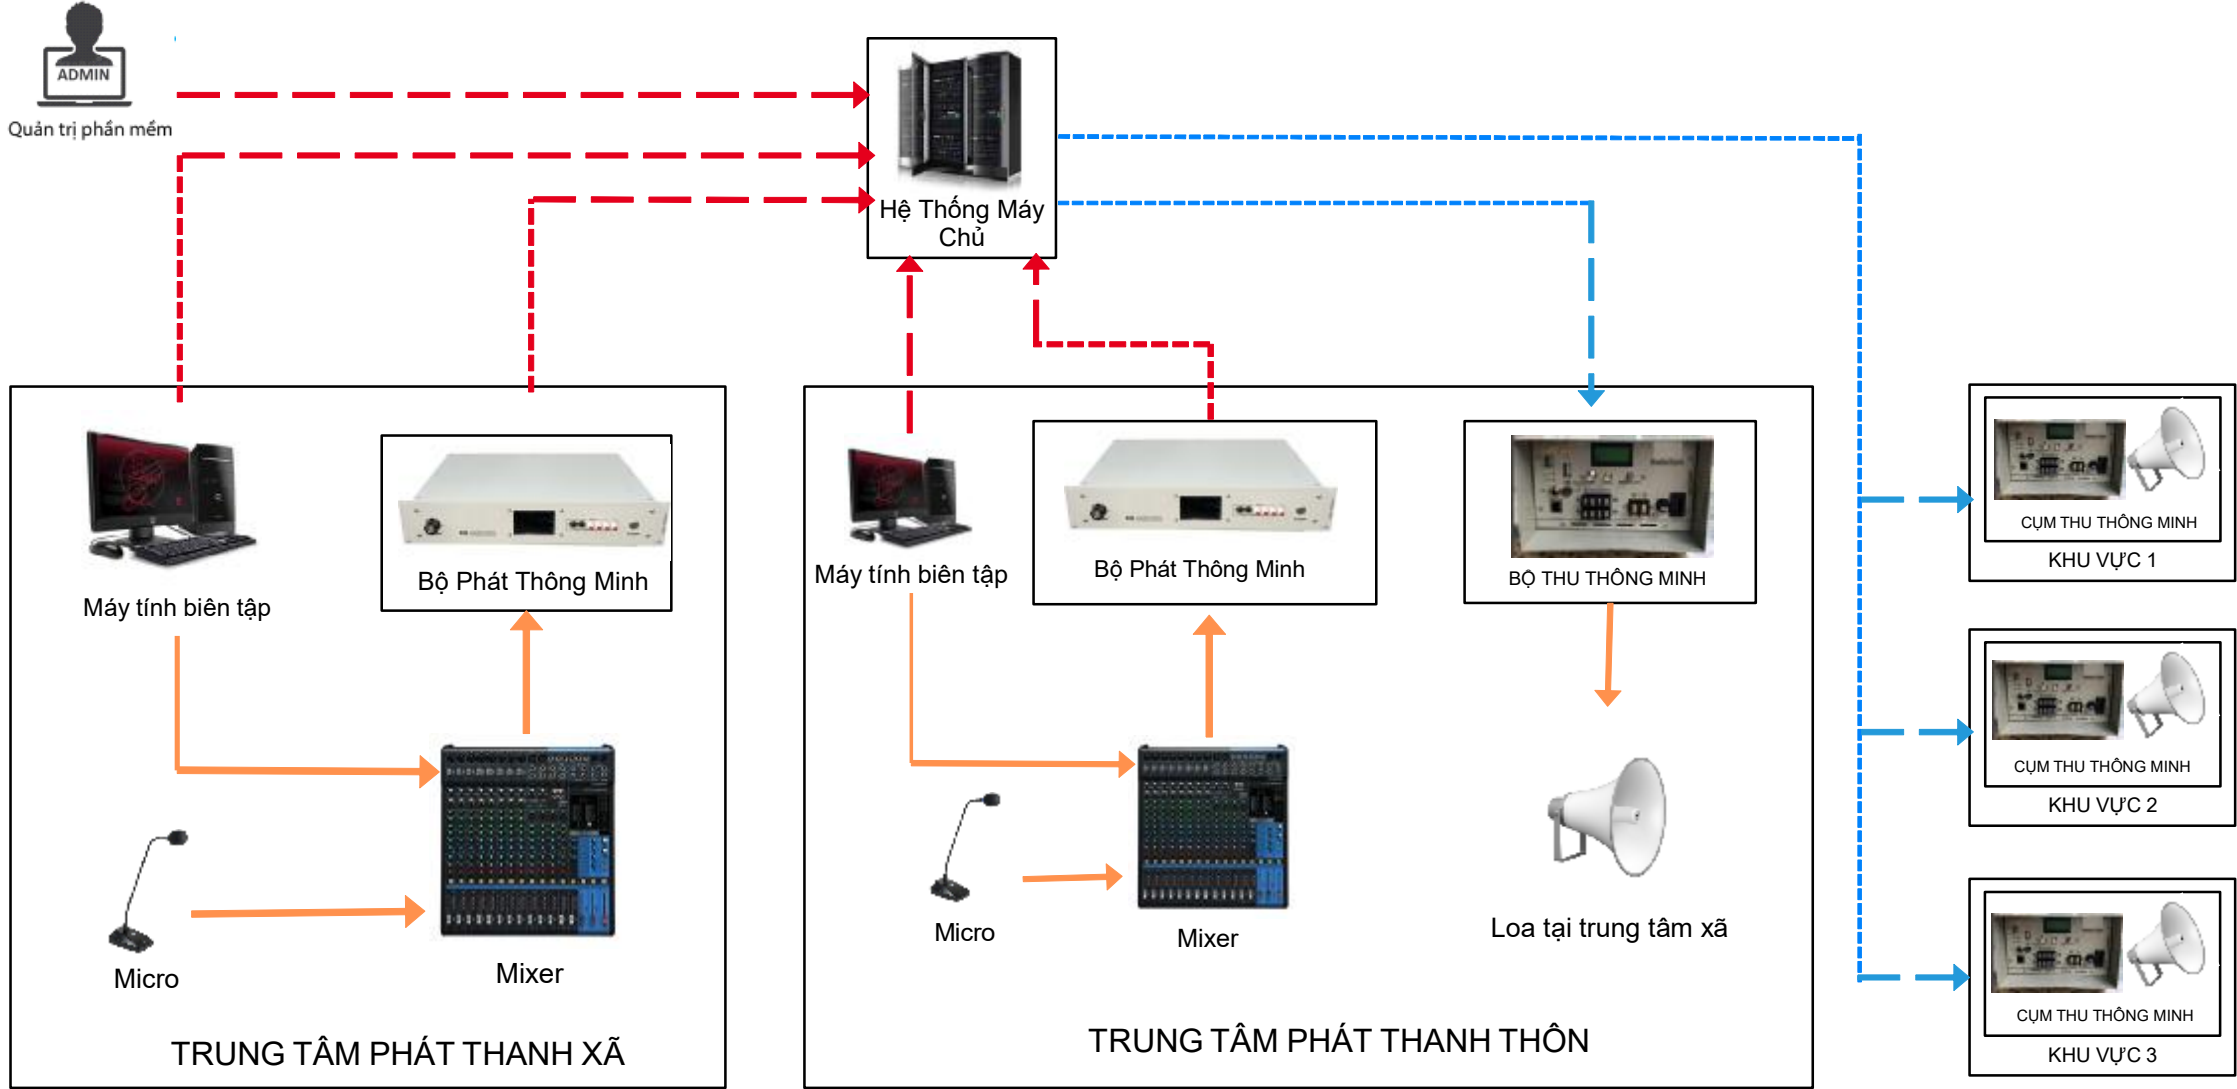 ADMIN
Quản trị phần mềm
Hệ Thống Máy
Chủ
Máy tính biên tập
Bộ Phát Thông Minh
Micro
Mixer
TRUNG TÂM PHÁT THANH XÃ
Máy tính biên tập
Bộ Phát Thông Minh
BỘ THU THÔNG MINH
Micro
Mixer
Loa tại trung tâm xã
TRUNG TÂM PHÁT THANH THÔN
CỤM THU THÔNG MINH
KHU VỰC 1
CỤM THU THÔNG MINH
KHU VỰC 2
CỤM THU THÔNG MINH
KHU VỰC 3